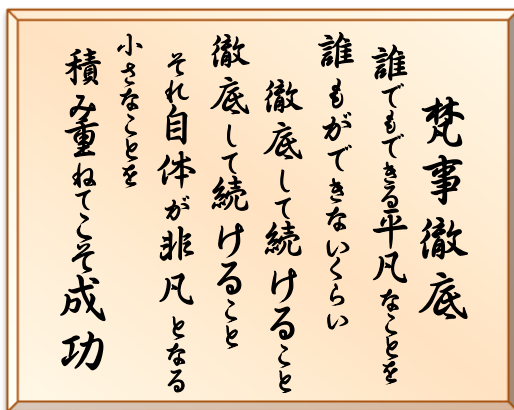 梵事徹底
誰でもできる平凡なことを
誰もができないくらい
徹底して続けること
徹底して続けること
それ自体が非凡となる
小さなことを
積み重ねてこそ成功